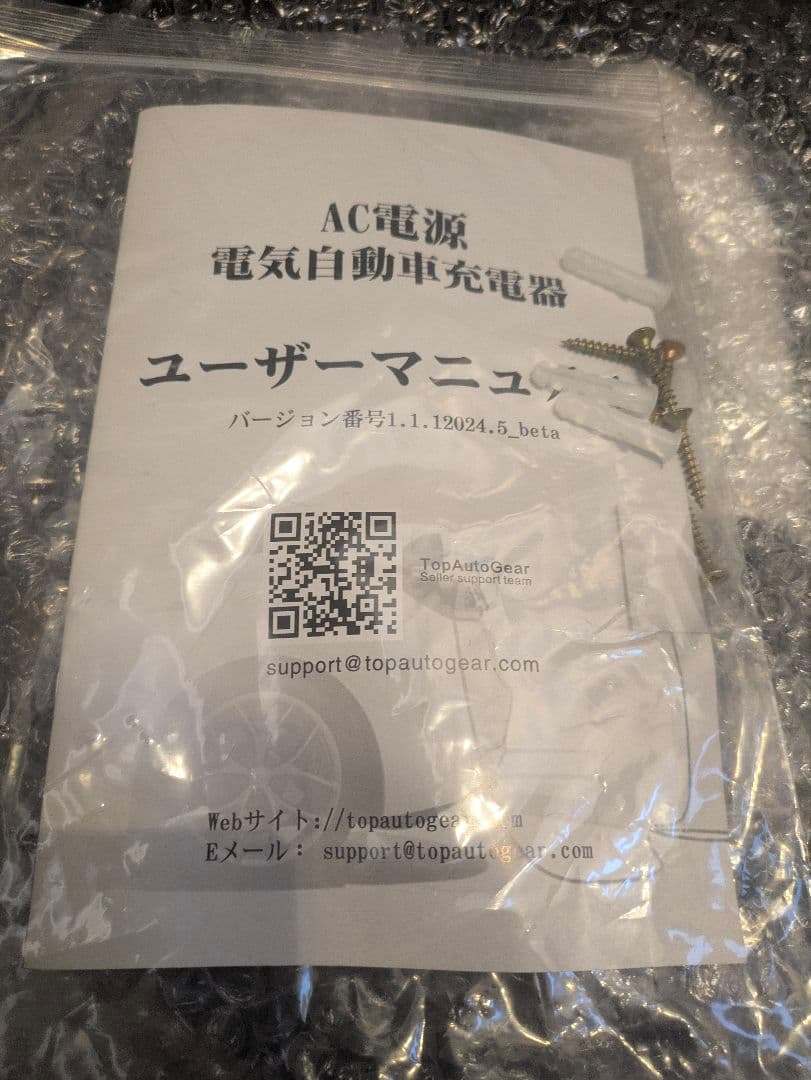 AC電源
電気自動車充電器
ユーザーマニュ
バージョン番号1.1.12024.5_beta
TopAutoGear
Seller support team
support@topautogear.com
Webサイト://topautogear
Eメール: support@topautogear.com